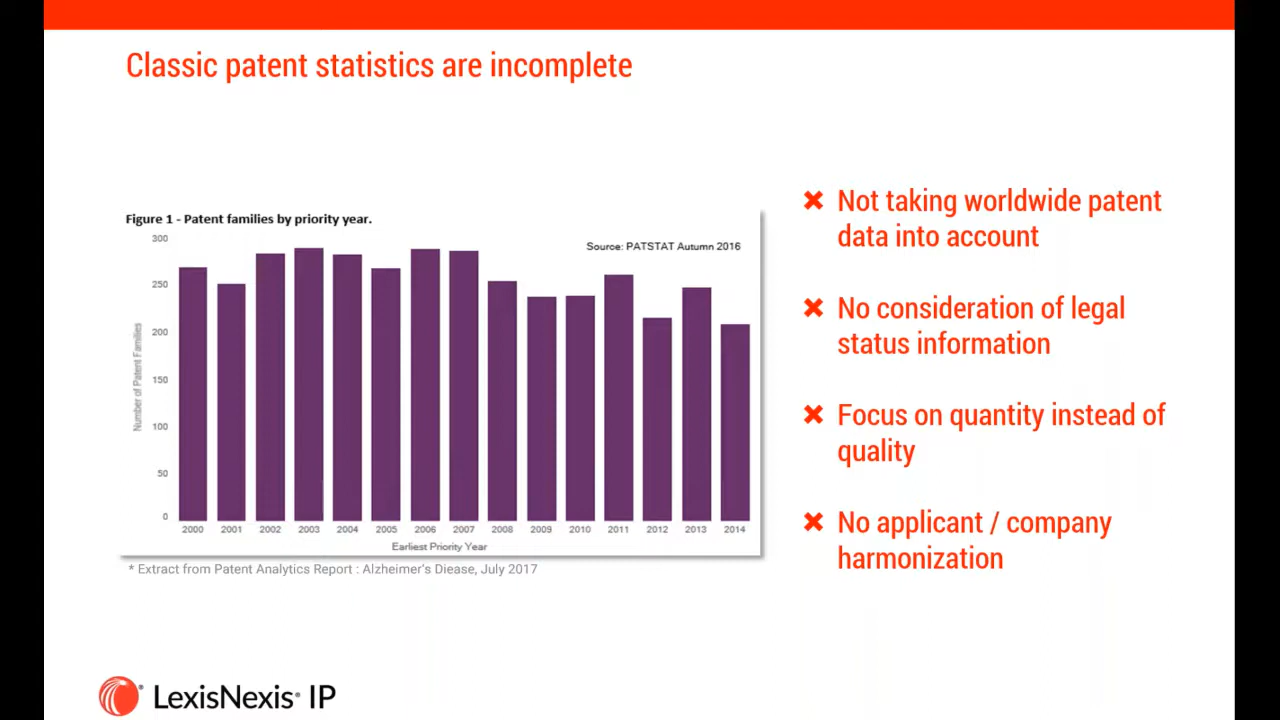 Classic patent statistics are incomplete
Figure 1 - Patent families by priority year.
Source: PATSTAT Autumn 2016
Number of Patent Families
300
250
200
150
100
50
0
2000 2001 2002 2003 2004 2005 2006 2007 2008 2009 2010 2011 2012 2013 2014
Earliest Priority Year
* Extract from Patent Analytics Report : Alzheimer's Diease, July 2017
✖ Not taking worldwide patent
data into account
✖ No consideration of legal
status information
✖ Focus on quantity instead of
quality
✖ No applicant / company
harmonization
LexisNexis® IP